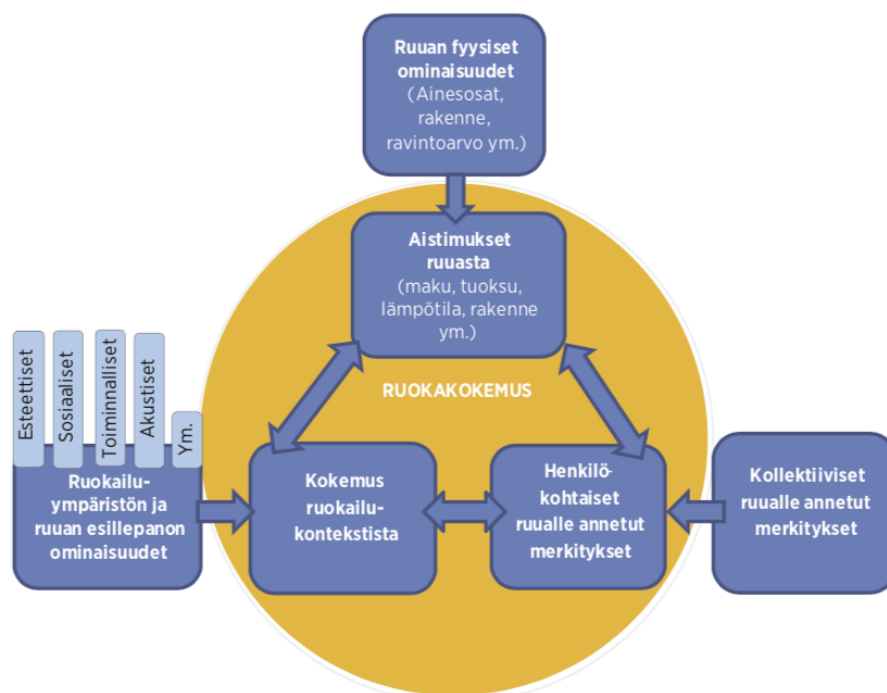 Ruuan fyysiset
ominaisuudet
(Ainesosat,
rakenne,
ravintoarvo ym.)
Aistimukset
ruuasta
(maku, tuoksu,
lämpötila, rakenne
ym.)
RUOKAKOKEMUS
Esteettiset
Sosiaaliset
Toiminnalliset
Akustiset
Ym.
Ruokailu-
ympäristön ja
ruuan esillepanon
ominaisuudet
Kokemus
ruokailu-
kontekstista
Henkilö-
kohtaiset
ruualle annetut
merkitykset
Kollektiiviset
ruualle annetut
merkitykset